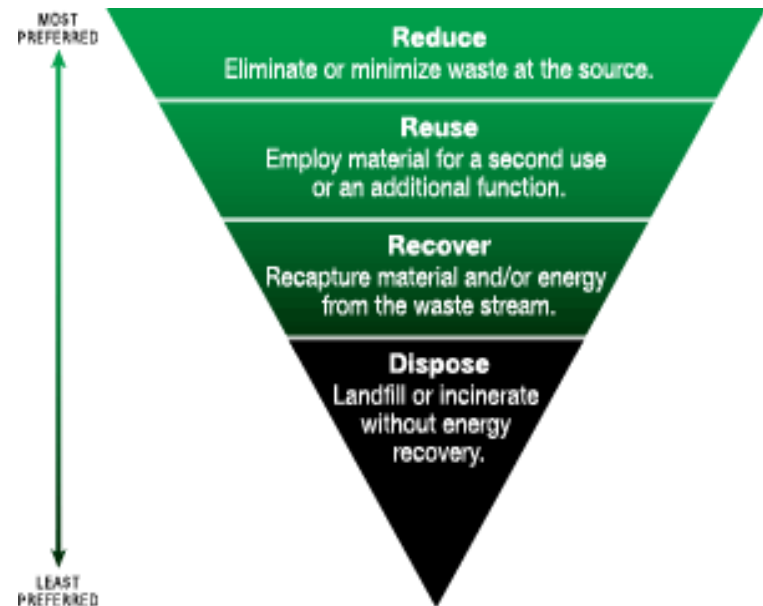 MOST
PREFERRED
Reduce
Eliminate or minimize waste at the source.
Reuse
Employ material for a second use
or an additional function.
Recover
Recapture material and/or energy
from the waste stream.
Dispose
Landfill or incinerate
without energy
recovery.
LEAST
PREFERRED